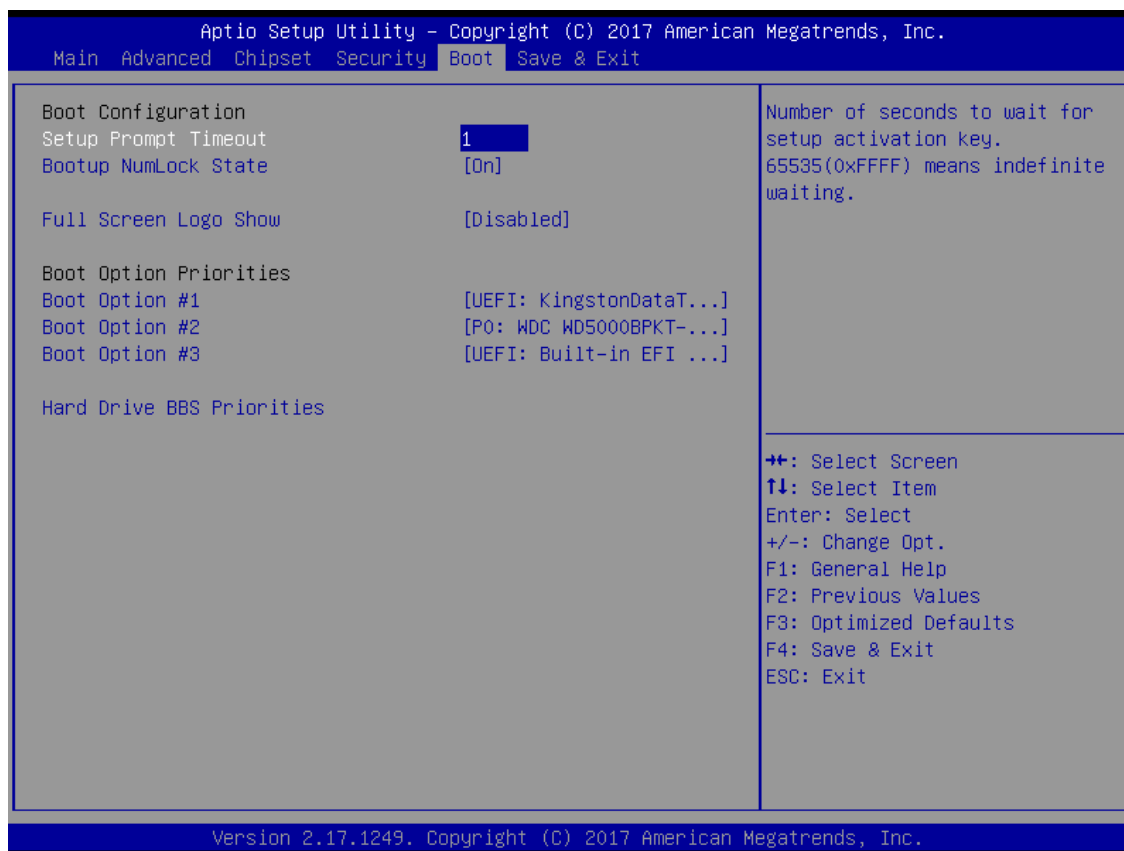 Aptio Setup Utility – Copyright (C) 2017 American Megatrends, Inc.
Main Advanced Chipset Security Boot Save & Exit
Boot Configuration
Setup Prompt Timeout 1
Bootup NumLock State [On]
Full Screen Logo Show [Disabled]
Boot Option Priorities
Boot Option #1 [UEFI: KingstonDataT...]
Boot Option #2 [P0: WDC WD5000BPKT-...]
Boot Option #3 [UEFI: Built-in EFI ...]
Hard Drive BBS Priorities
Number of seconds to wait for
setup activation key.
65535(0xFFFF) means indefinite
waiting.
→←: Select Screen
↑↓: Select Item
Enter: Select
+/-: Change Opt.
F1: General Help
F2: Previous Values
F3: Optimized Defaults
F4: Save & Exit
ESC: Exit
Version 2.17.1249. Copyright (C) 2017 American Megatrends, Inc.